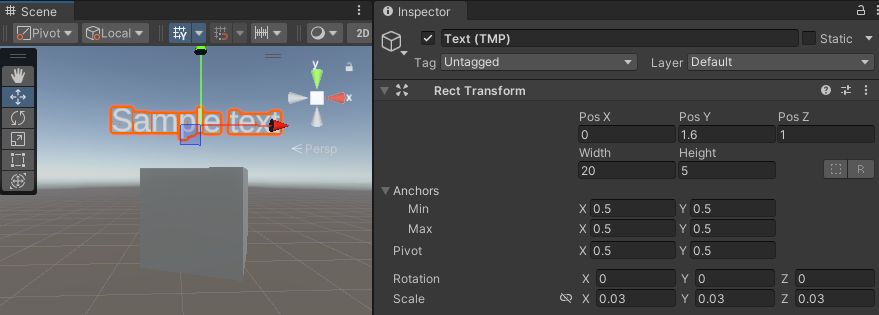 Scene
Pivot Local 2D
y
x
Persp
Sample text
Inspector
Text (TMP) Static
Tag Untagged Layer Default
Rect Transform
Pos X Pos Y Pos Z
0 1.6 1
Width Height
20 5
R
Anchors
Min X 0.5 Y 0.5
Max X 0.5 Y 0.5
Pivot X 0.5 Y 0.5
Rotation X 0 Y 0 Z 0
Scale X 0.03 Y 0.03 Z 0.03